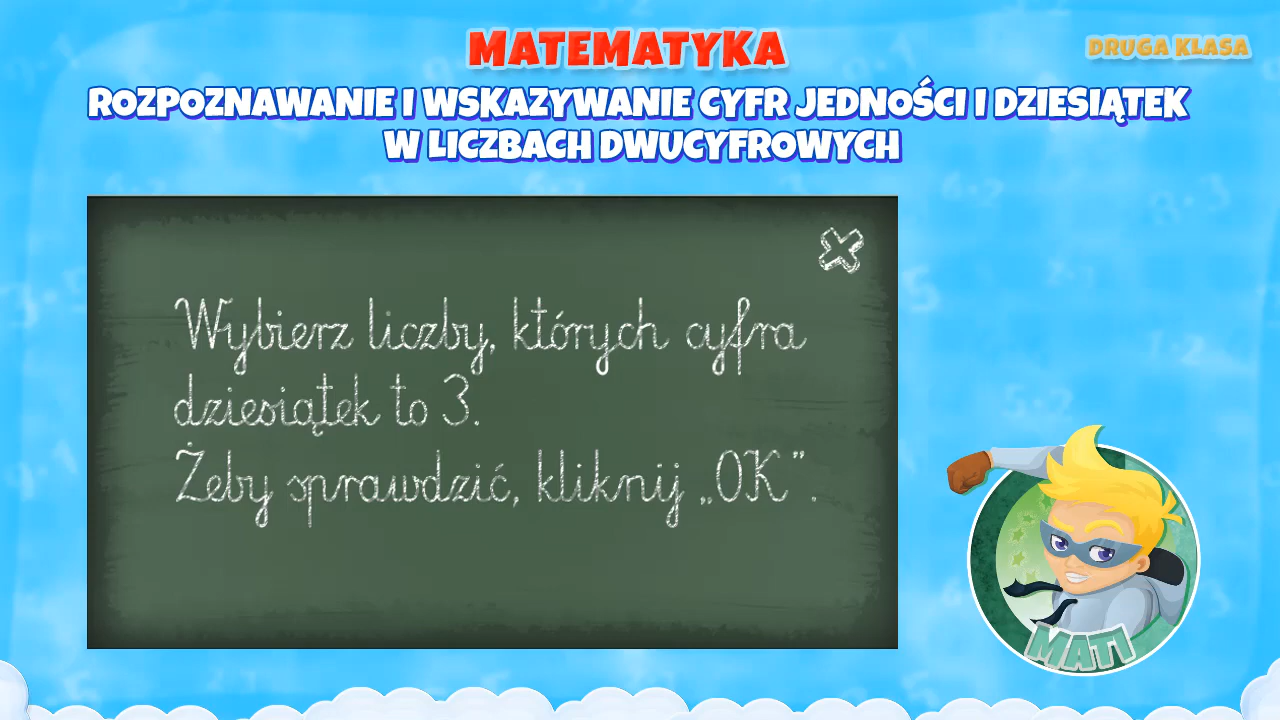 MATEMATYKA
DRUGA KLASA
ROZPOZNAWANIE I WSKAZYWANIE CYFR JEDNOŚCI I DZIESIĄTEK
W LICZBACH DWUCYFROWYCH
Wybierz liczby, których cyfra
dziesiątek to 3.
Żeby sprawdzić, kliknij „OK”.
MATI